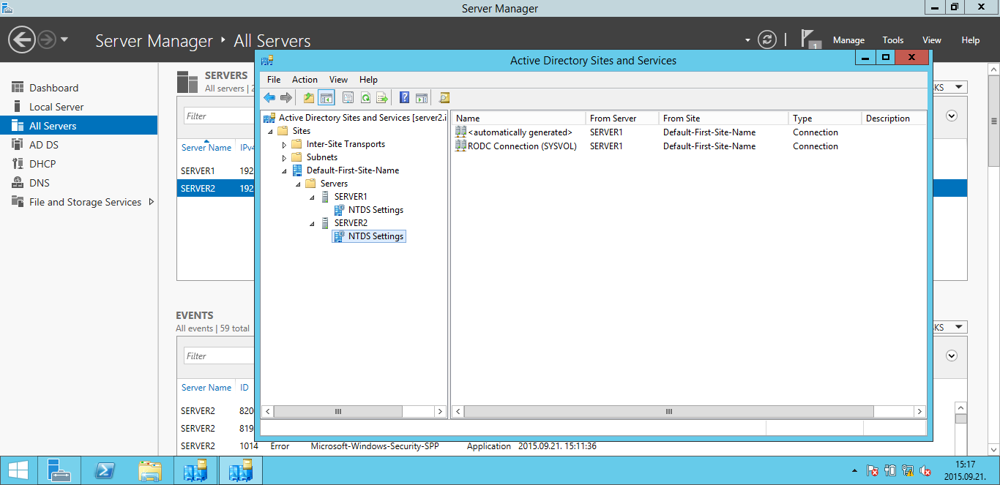 Server Manager
Server Manager ‣ All Servers
1
Manage Tools View Help
Dashboard
Local Server
All Servers
AD DS
DHCP
DNS
File and Storage Services
SERVERS
All servers | 2
KS
Filter
Server Name IPv4
SERVER1 192
SERVER2 192
EVENTS
All events | 59 total
KS
Filter
Server Name ID
SERVER2 820
SERVER2 819
SERVER2 1014 Error Microsoft-Windows-Security-SPP Application 2015.09.21. 15:11:36
Active Directory Sites and Services
File Action View Help
Active Directory Sites and Services [server2.i
Sites
Inter-Site Transports
Subnets
Default-First-Site-Name
Servers
SERVER1
NTDS Settings
SERVER2
NTDS Settings
Name From Server From Site Type Description
<automatically generated> SERVER1 Default-First-Site-Name Connection
RODC Connection (SYSVOL) SERVER1 Default-First-Site-Name Connection
15:17
2015.09.21.